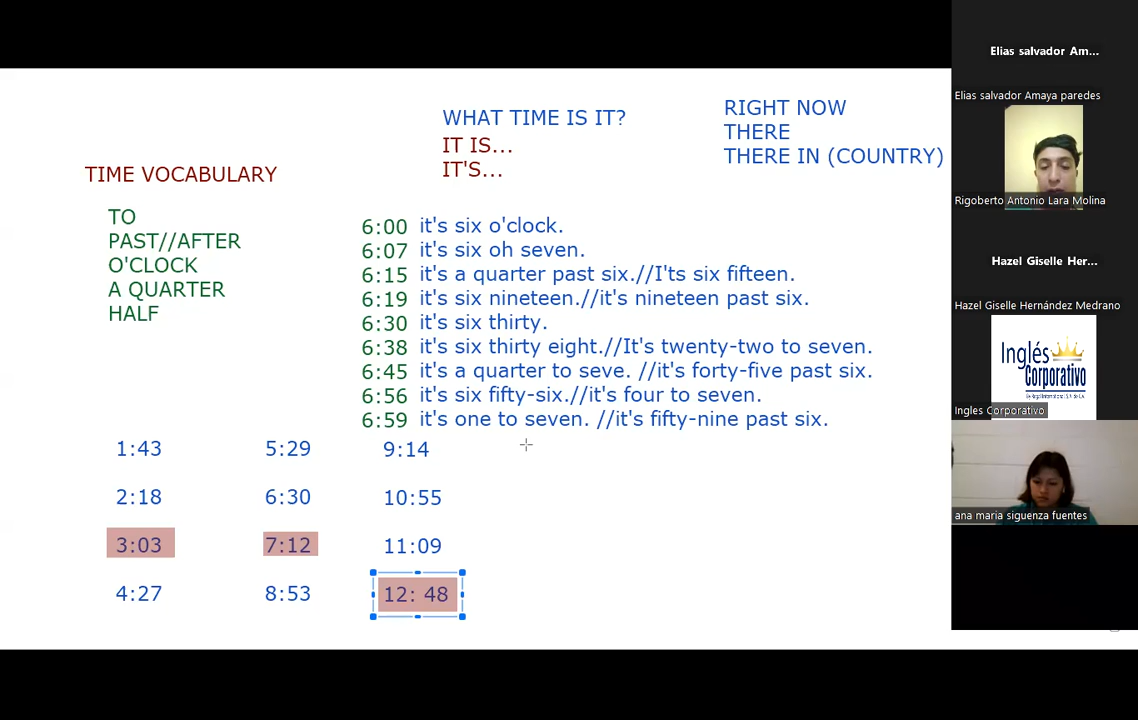 WHAT TIME IS IT?
IT IS...
IT'S...
RIGHT NOW
THERE
THERE IN (COUNTRY)
TIME VOCABULARY
TO
PAST//AFTER
O'CLOCK
A QUARTER
HALF
6:00 it's six o'clock.
6:07 it's six oh seven.
6:15 it's a quarter past six.//I'ts six fifteen.
6:19 it's six nineteen.//it's nineteen past six.
6:30 it's six thirty.
6:38 it's six thirty eight.//It's twenty-two to seven.
6:45 it's a quarter to seve. //it's forty-five past six.
6:56 it's six fifty-six.//it's four to seven.
6:59 it's one to seven. //it's fifty-nine past six.
1:43 5:29 9:14
2:18 6:30 10:55
3:03 7:12 11:09
4:27 8:53 12: 48
Elias salvador Am...
Elias salvador Amaya paredes
Rigoberto Antonio Lara Molina
Hazel Giselle Her...
Hazel Giselle Hernández Medrano
Inglés
Corporativo
Ingles Corporativo
ana maria siguenza fuentes